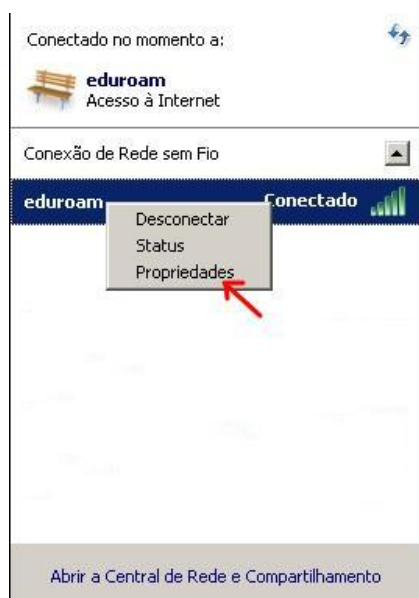 Conectado no momento a:
eduroam
Acesso à Internet
Conexão de Rede sem Fio
eduroam Conectado
Desconectar
Status
Propriedades
Abrir a Central de Rede e Compartilhamento